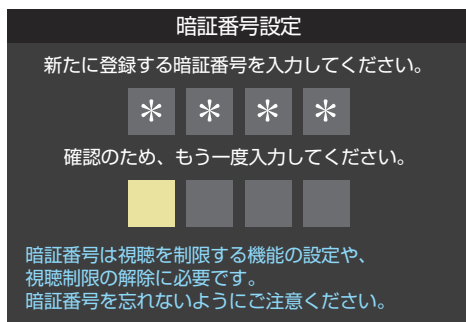 暗証番号設定
新たに登録する暗証番号を入力してください。
＊ ＊ ＊ ＊
確認のため、もう一度入力してください。
暗証番号は視聴を制限する機能の設定や、
視聴制限の解除に必要です。
暗証番号を忘れないようにご注意ください。